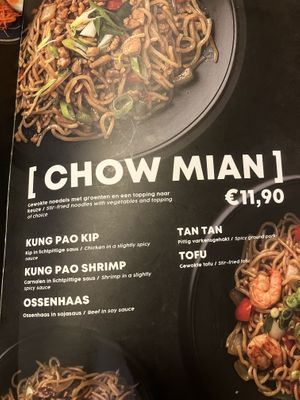 [ CHOW MIAN ]
Gewokte noedels met groenten en een topping naar
keuze / Stir-fried noodles with vegetables and topping
of choice
€11,90
KUNG PAO KIP
Kip in lichtpittige saus / Chicken in a slightly spicy
sauce
KUNG PAO SHRIMP
Garnalen in lichtpittige saus / Shrimp in a slightly
spicy sauce
OSSENHAAS
Ossenhaas in sojasaus / Beef in soy sauce
TAN TAN
Pittig varkensgehakt / Spicy ground pork
TOFU
Gewokte tofu / Stir-fried tofu